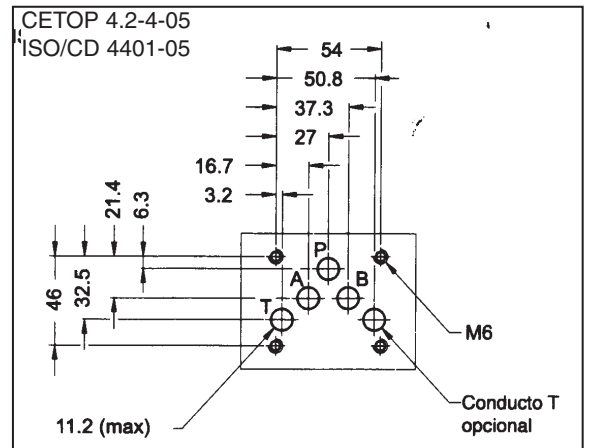 CETOP 4.2-4-05
ISO/CD 4401-05
54
50.8
37.3
27
16.7
3.2
21.4
6.3
46
32.5
P
A
B
T
M6
11.2 (max)
Conducto T
opcional